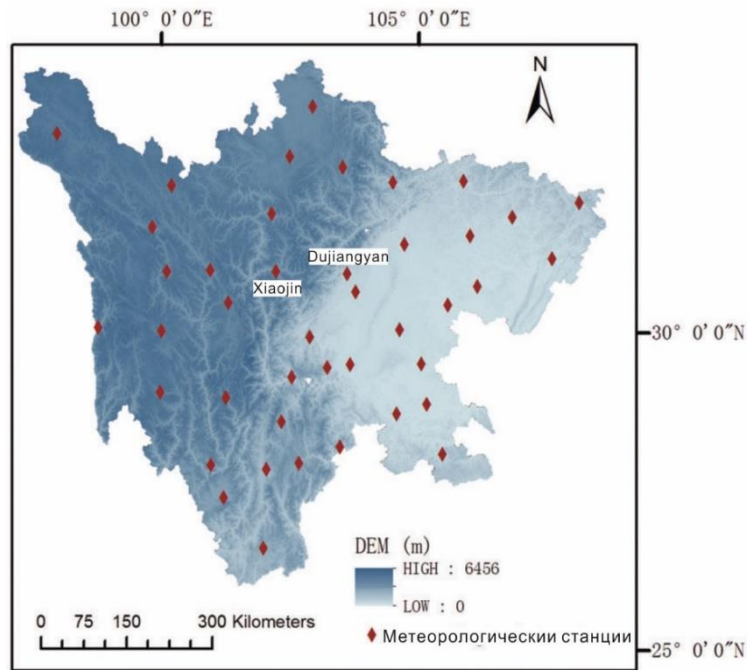 100° 0′0″E 105° 0′0″E
N
Dujiangyan
Xiaojin
30° 0′0″N
DEM (m)
HIGH : 6456
LOW : 0
0 75 150 300 Kilometers
Метеорологическии станции
25° 0′0″N